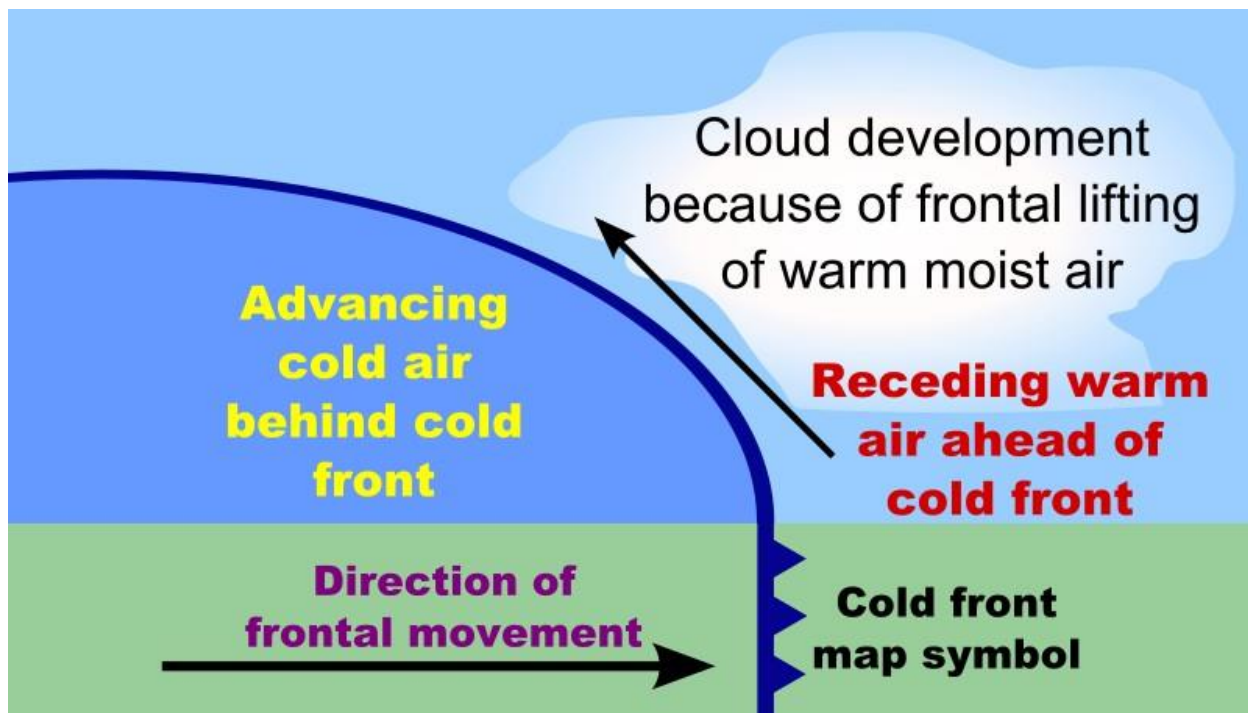 Cloud development
because of frontal lifting
of warm moist air
Advancing
cold air
behind cold
front
Receding warm
air ahead of
cold front
Direction of
frontal movement
Cold front
map symbol